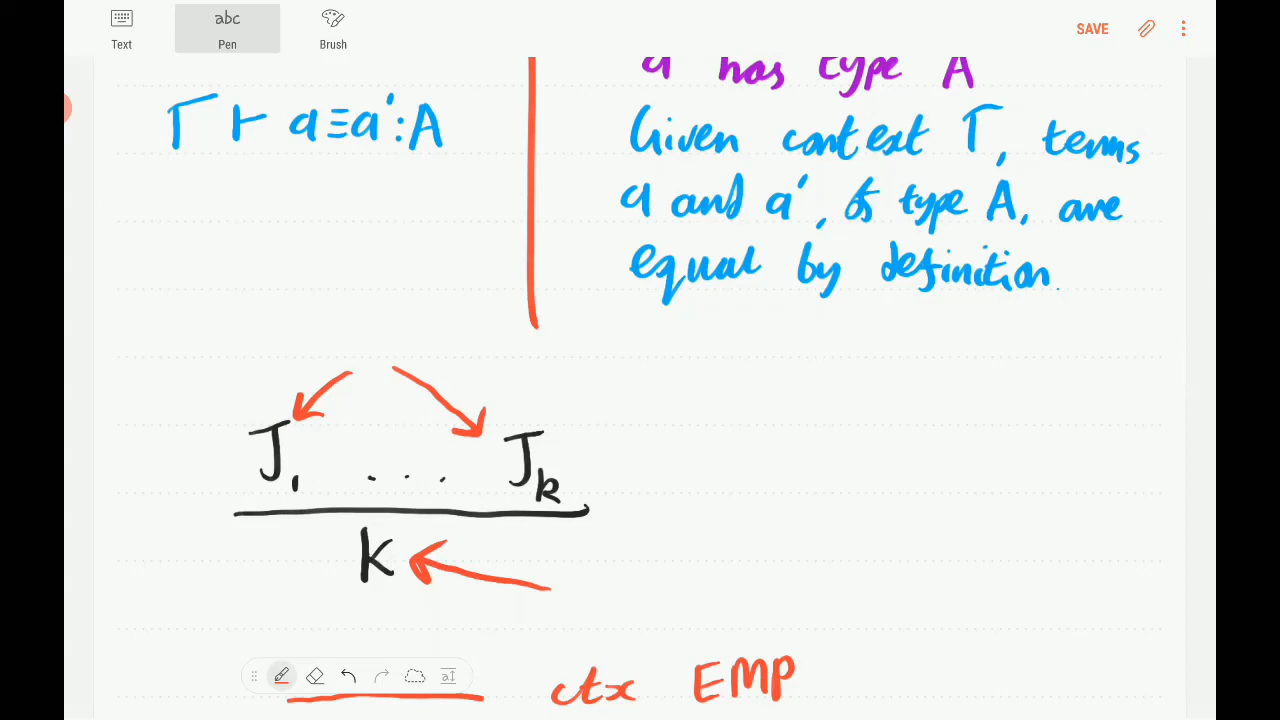 Text
abc
Pen
Brush
SAVE
a has type A
Γ ⊢ a ≡ a' : A
Given context Γ, terms
a and a', of type A, are
equal by definition.
J₁ ... Jₖ
K
ctx EMP